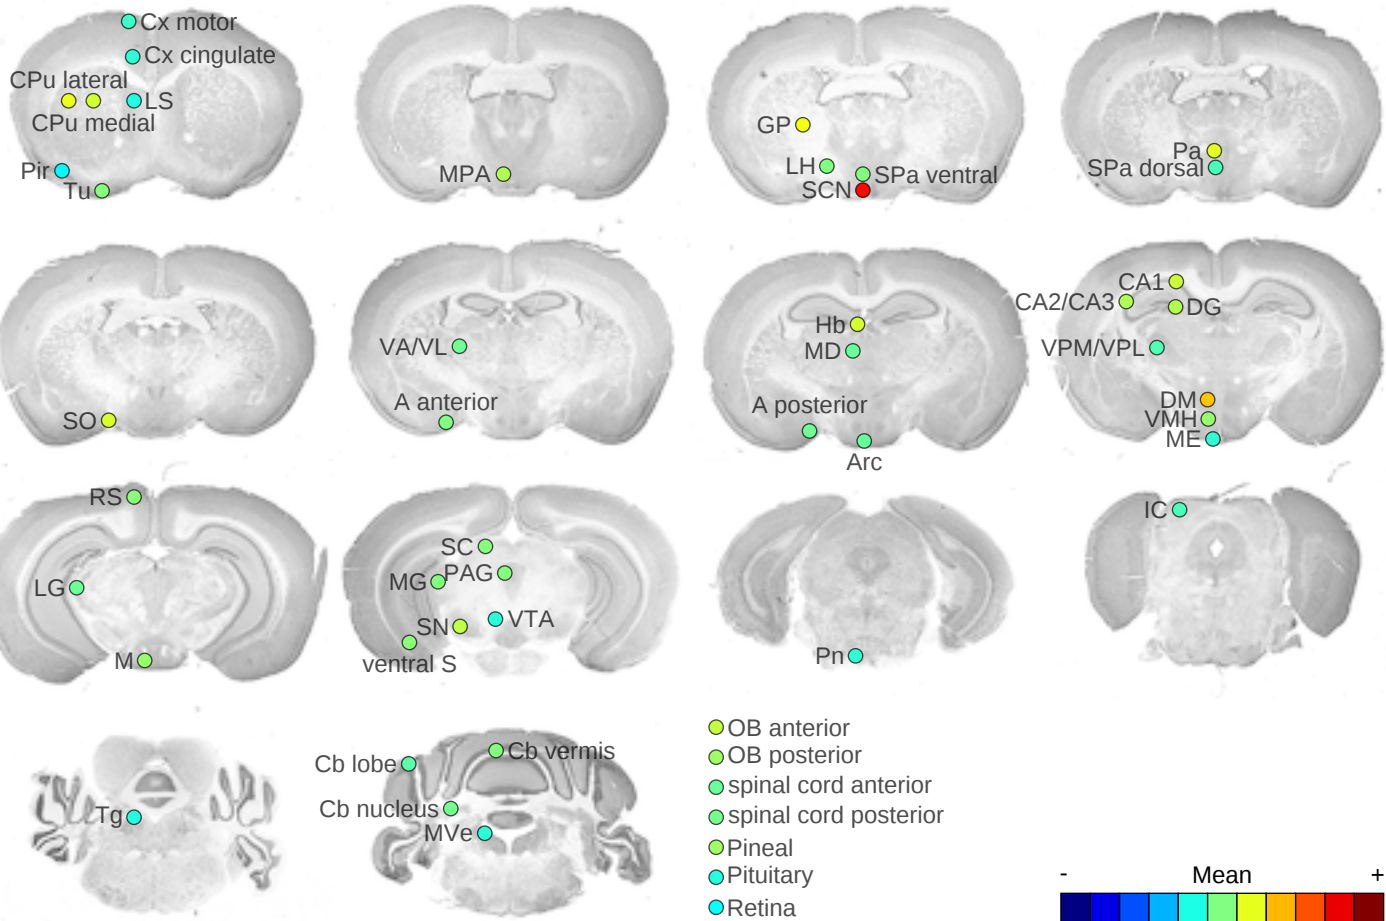 Cx motor
Cx cingulate
CPu lateral
LS
CPu medial
Pir
Tu
MPA
GP
LH
SPa ventral
SCN
Pa
SPa dorsal
SO
VA/VL
A anterior
Hb
MD
A posterior
Arc
CA1
CA2/CA3
DG
VPM/VPL
DM
VMH
ME
RS
LG
M
SC
MG
PAG
SN
VTA
ventral S
Pn
IC
Tg
Cb lobe
Cb vermis
Cb nucleus
MVe
OB anterior
OB posterior
spinal cord anterior
spinal cord posterior
Pineal
Pituitary
Retina
- Mean +